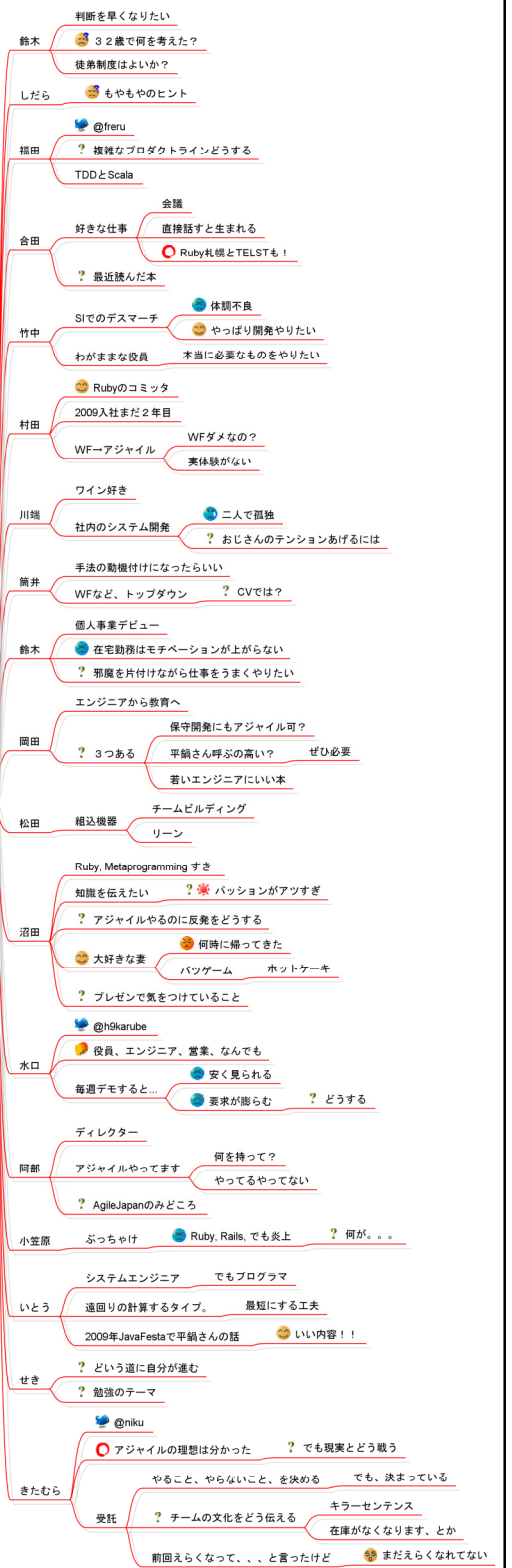 鈴木
判断を早くなりたい
３２歳で何を考えた？
徒弟制度はよいか？
しだら
もやもやのヒント
福田
@freru
? 複雑なプロダクトラインどうする
TDDとScala
合田
好きな仕事
会議
直接話すと生まれる
Ruby札幌とTELSTも！
? 最近読んだ本
竹中
SIでのデスマーチ
体調不良
やっぱり開発やりたい
わがままな役員
本当に必要なものをやりたい
村田
Rubyのコミッタ
2009入社まだ２年目
WF→アジャイル
WFダメなの？
実体験がない
川端
ワイン好き
社内のシステム開発
二人で孤独
? おじさんのテンションあげるには
筒井
手法の動機付けになったらいい
WFなど、トップダウン
? CVでは？
鈴木
個人事業デビュー
在宅勤務はモチベーションが上がらない
? 邪魔を片付けながら仕事をうまくやりたい
岡田
エンジニアから教育へ
? ３つある
保守開発にもアジャイル可？
平鍋さん呼ぶの高い？
ぜひ必要
若いエンジニアにいい本
松田
組込機器
チームビルディング
リーン
沼田
Ruby, Metaprogramming すき
知識を伝えたい
? パッションがアツすぎ
? アジャイルやるのに反発をどうする
大好きな妻
何時に帰ってきた
バツゲーム
ホットケーキ
? プレゼンで気をつけていること
水口
@h9karube
役員、エンジニア、営業、なんでも
毎週デモすると...
安く見られる
要求が膨らむ
? どうする
阿部
ディレクター
アジャイルやってます
何を持って？
やってるやってない
? AgileJapanのみどころ
小笠原
ぶっちゃけ
Ruby, Rails, でも炎上
? 何が。。。
いとう
システムエンジニア
でもプログラマ
遠回りの計算するタイプ。
最短にする工夫
2009年JavaFestaで平鍋さんの話
いい内容！！
せき
? どいう道に自分が進む
? 勉強のテーマ
きたむら
@niku
アジャイルの理想は分かった
? でも現実とどう戦う
受託
やること、やらないこと、を決める
でも、決まっている
? チームの文化をどう伝える
キラーセンテンス
在庫がなくなります、とか
前回えらくなって、、、と言ったけど
まだえらくなれてない